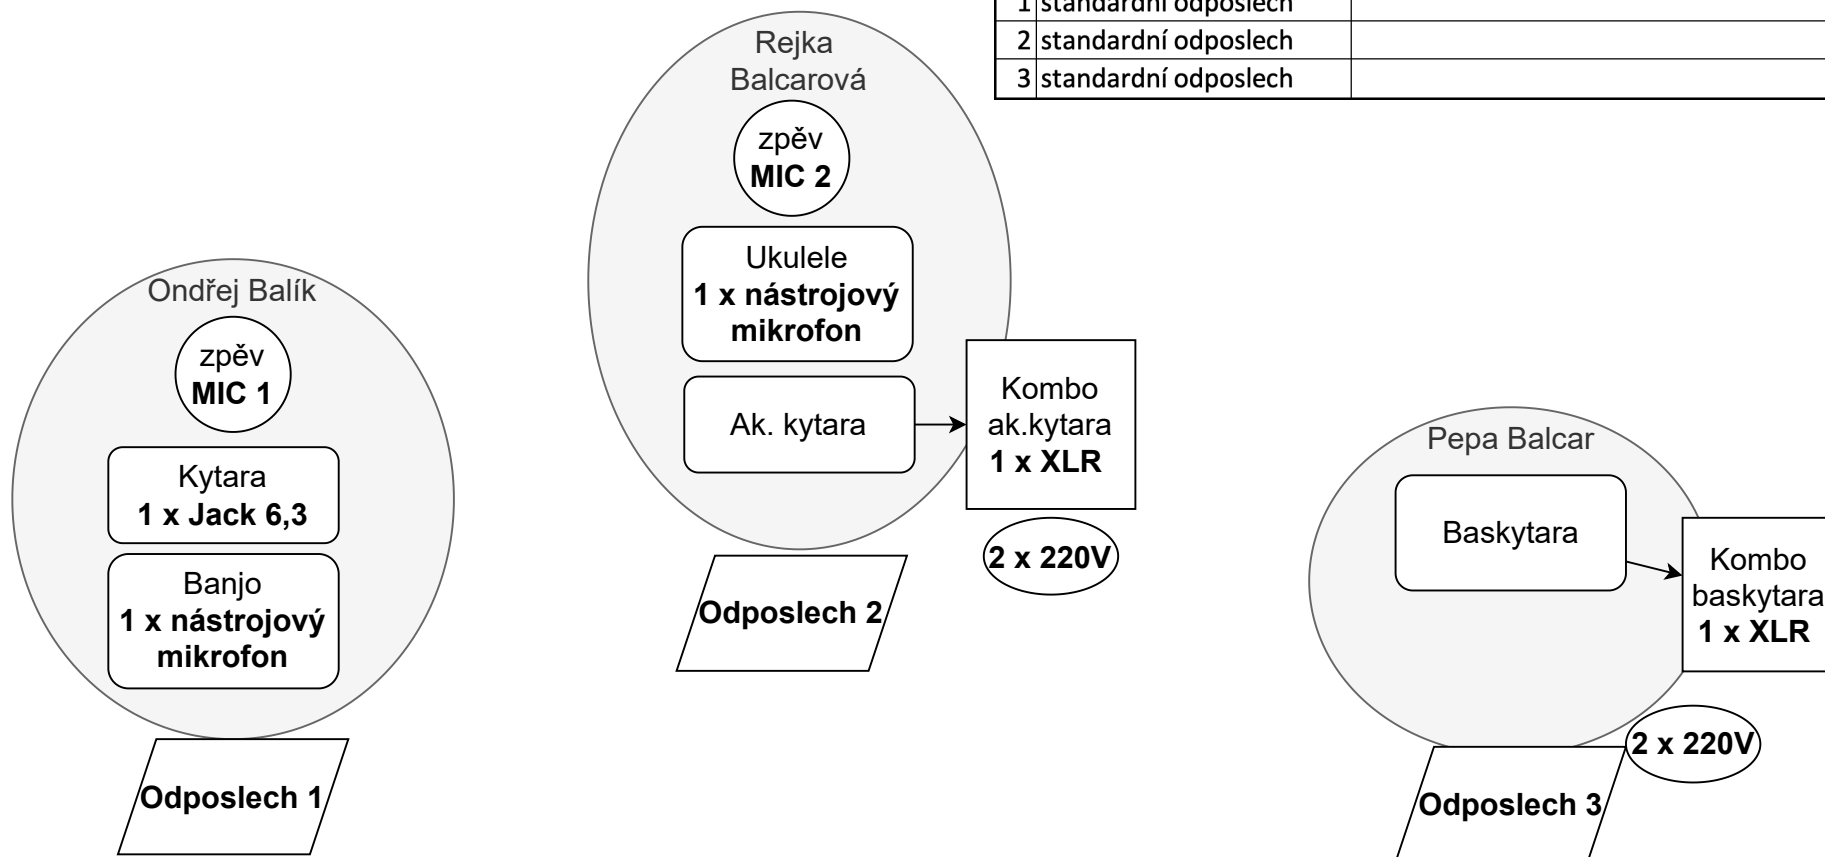 1 standardní odposlech
2 standardní odposlech
3 standardní odposlech
Rejka
Balcarová
zpěv
MIC 2
Ukulele
1 x nástrojový
mikrofon
Ak. kytara
Kombo
ak.kytara
1 x XLR
2 x 220V
Odposlech 2
Ondřej Balík
zpěv
MIC 1
Kytara
1 x Jack 6,3
Banjo
1 x nástrojový
mikrofon
Odposlech 1
Pepa Balcar
Baskytara
Kombo
baskytara
1 x XLR
2 x 220V
Odposlech 3